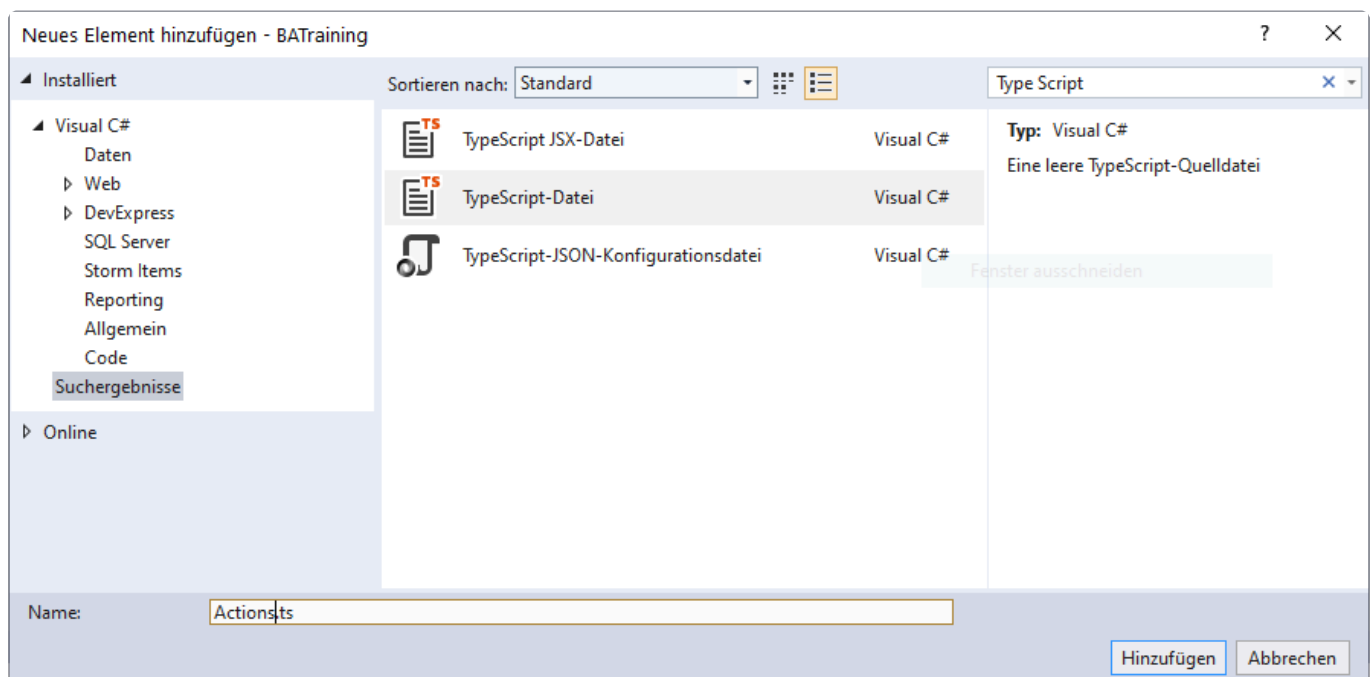 Neues Element hinzufügen - BATraining
?
Installiert
Visual C#
Daten
Web
DevExpress
SQL Server
Storm Items
Reporting
Allgemein
Code
Suchergebnisse
Online
Sortieren nach: Standard
TS TypeScript JSX-Datei Visual C#
TS TypeScript-Datei Visual C#
TypeScript-JSON-Konfigurationsdatei Visual C#
Type Script
Typ: Visual C#
Eine leere TypeScript-Quelldatei
Fenster ausschneiden
Name: Actions.ts
Hinzufügen Abbrechen